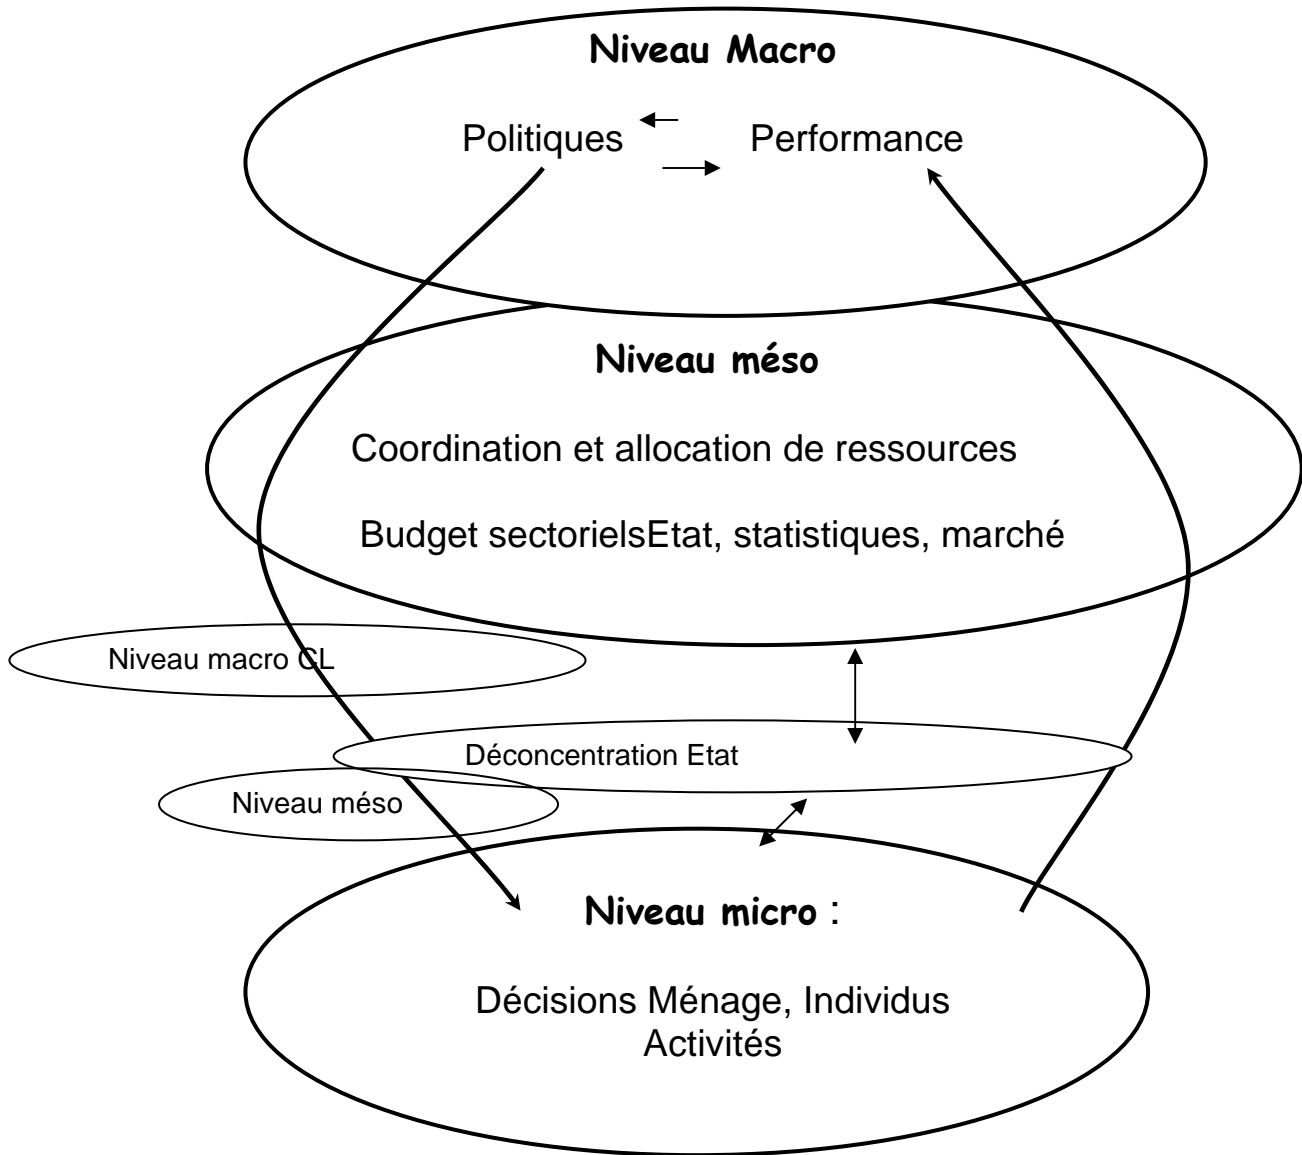 Niveau Macro
Politiques Performance
Niveau méso
Coordination et allocation de ressources
Budget sectorielsEtat, statistiques, marché
Niveau macro CL
Déconcentration Etat
Niveau méso
Niveau micro :
Décisions Ménage, Individus
Activités